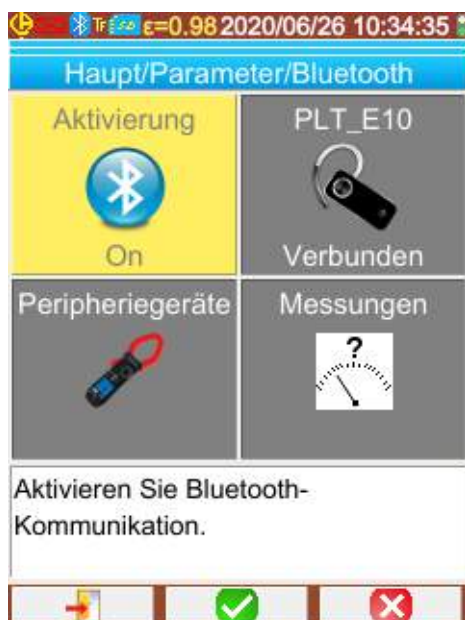 Tr ε=0.98 2020/06/26 10:34:35
Haupt/Parameter/Bluetooth
Aktivierung
On
PLT_E10
Verbunden
Peripheriegeräte
Messungen
?
Aktivieren Sie Bluetooth-
Kommunikation.